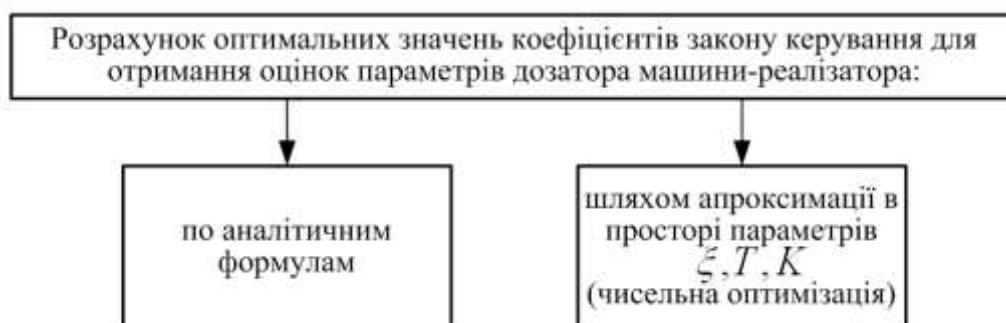 Розрахунок оптимальних значень коефіцієнтів закону керування для
отримання оцінок параметрів дозатора машини-реалізатора:
по аналітичним
формулам
шляхом апроксимації в
просторі параметрів
ξ,T,K
(чисельна оптимізація)